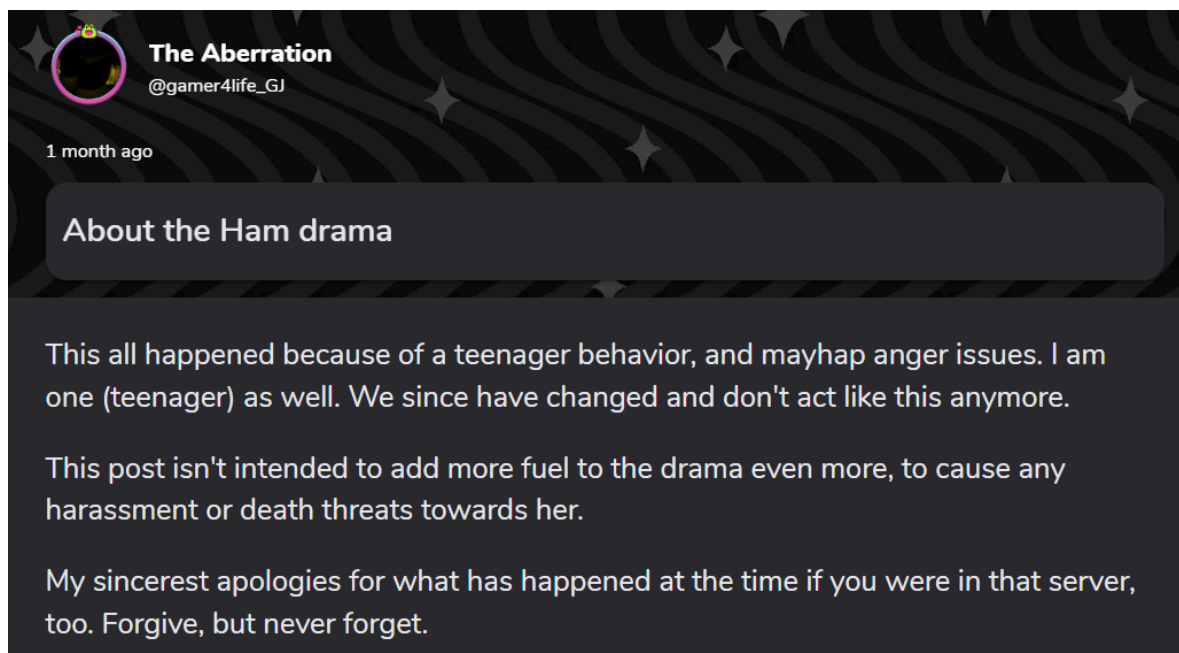 The Aberration
@gamer4life_GJ
1 month ago
About the Ham drama
This all happened because of a teenager behavior, and mayhap anger issues. I am
one (teenager) as well. We since have changed and don't act like this anymore.
This post isn't intended to add more fuel to the drama even more, to cause any
harassment or death threats towards her.
My sincerest apologies for what has happened at the time if you were in that server,
too. Forgive, but never forget.